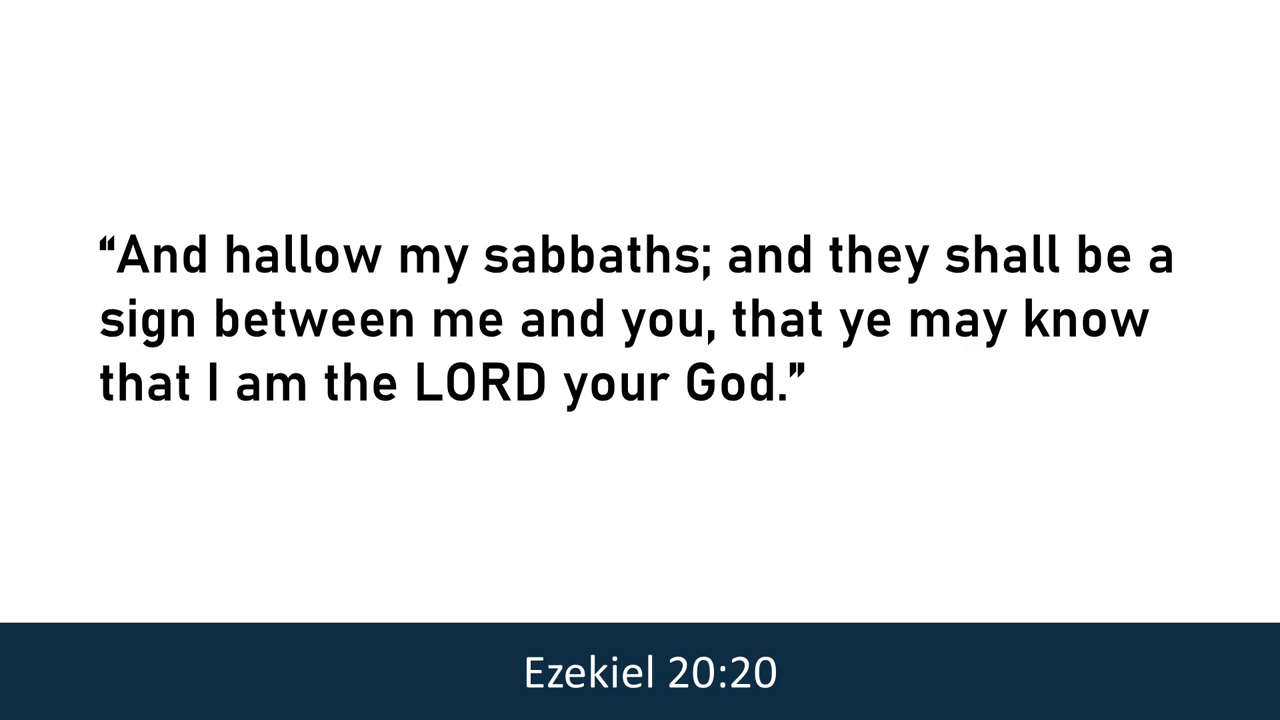 “And hallow my sabbaths; and they shall be a
sign between me and you, that ye may know
that I am the LORD your God.”
Ezekiel 20:20